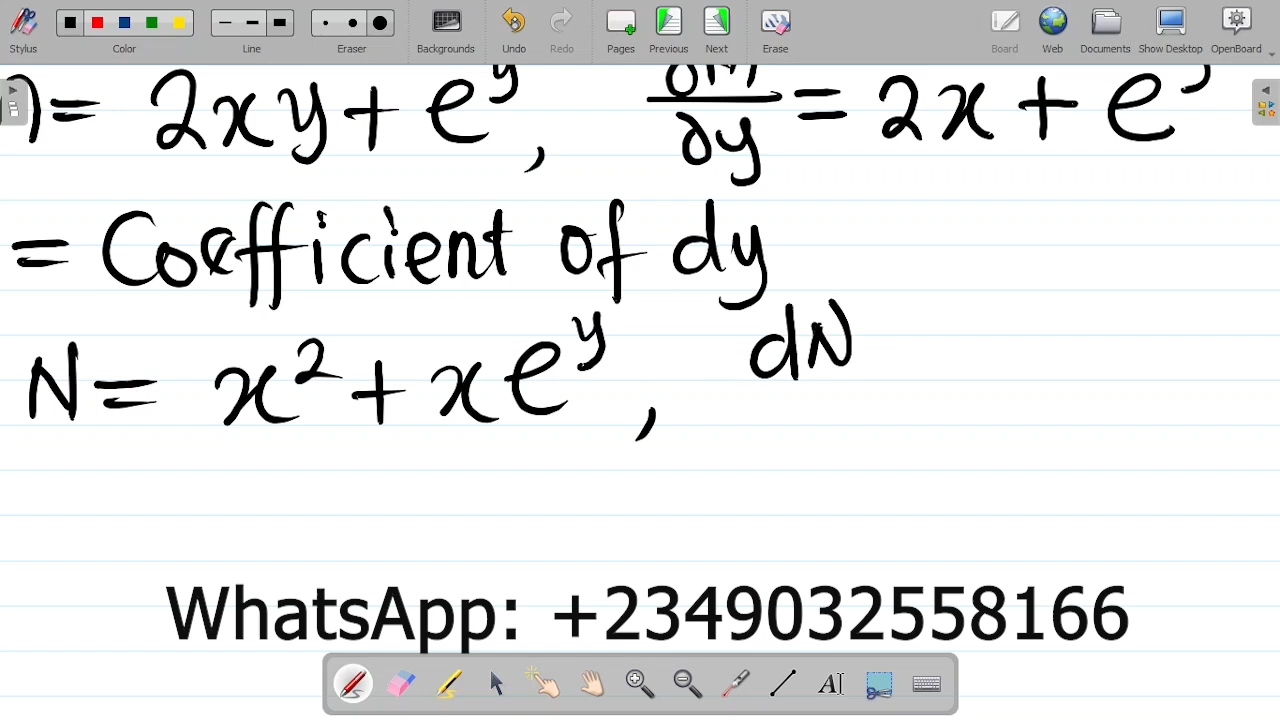 Stylus Color Line Eraser Backgrounds Undo Redo Pages Previous Next Erase Board Web Documents Show Desktop OpenBoard
= 2xy + e^y, ∂M/∂y = 2x + e^y
= Coefficient of dy
N = x² + xe^y, dN
WhatsApp: +2349032558166